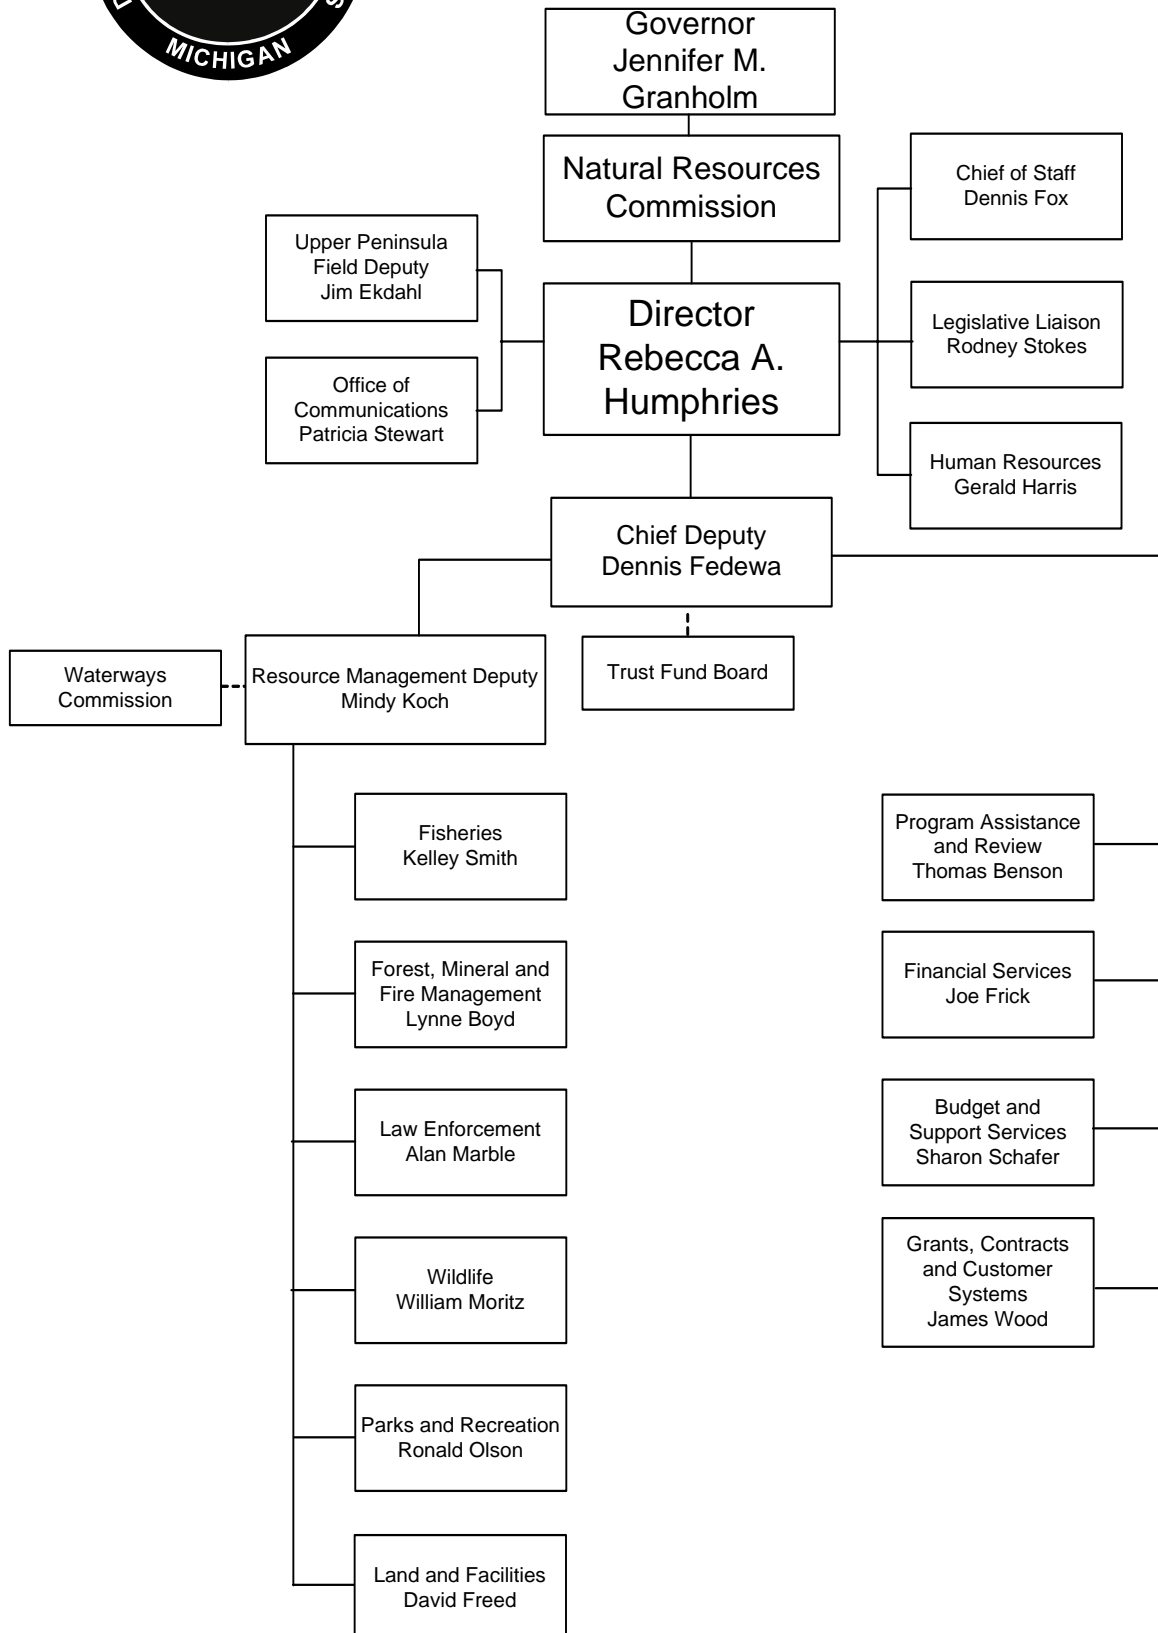 MICHIGAN
Governor
Jennifer M.
Granholm
Natural Resources
Commission
Chief of Staff
Dennis Fox
Upper Peninsula
Field Deputy
Jim Ekdahl
Director
Rebecca A.
Humphries
Legislative Liaison
Rodney Stokes
Office of
Communications
Patricia Stewart
Human Resources
Gerald Harris
Chief Deputy
Dennis Fedewa
Waterways
Commission
Resource Management Deputy
Mindy Koch
Trust Fund Board
Fisheries
Kelley Smith
Program Assistance
and Review
Thomas Benson
Forest, Mineral and
Fire Management
Lynne Boyd
Financial Services
Joe Frick
Law Enforcement
Alan Marble
Budget and
Support Services
Sharon Schafer
Wildlife
William Moritz
Grants, Contracts
and Customer
Systems
James Wood
Parks and Recreation
Ronald Olson
Land and Facilities
David Freed